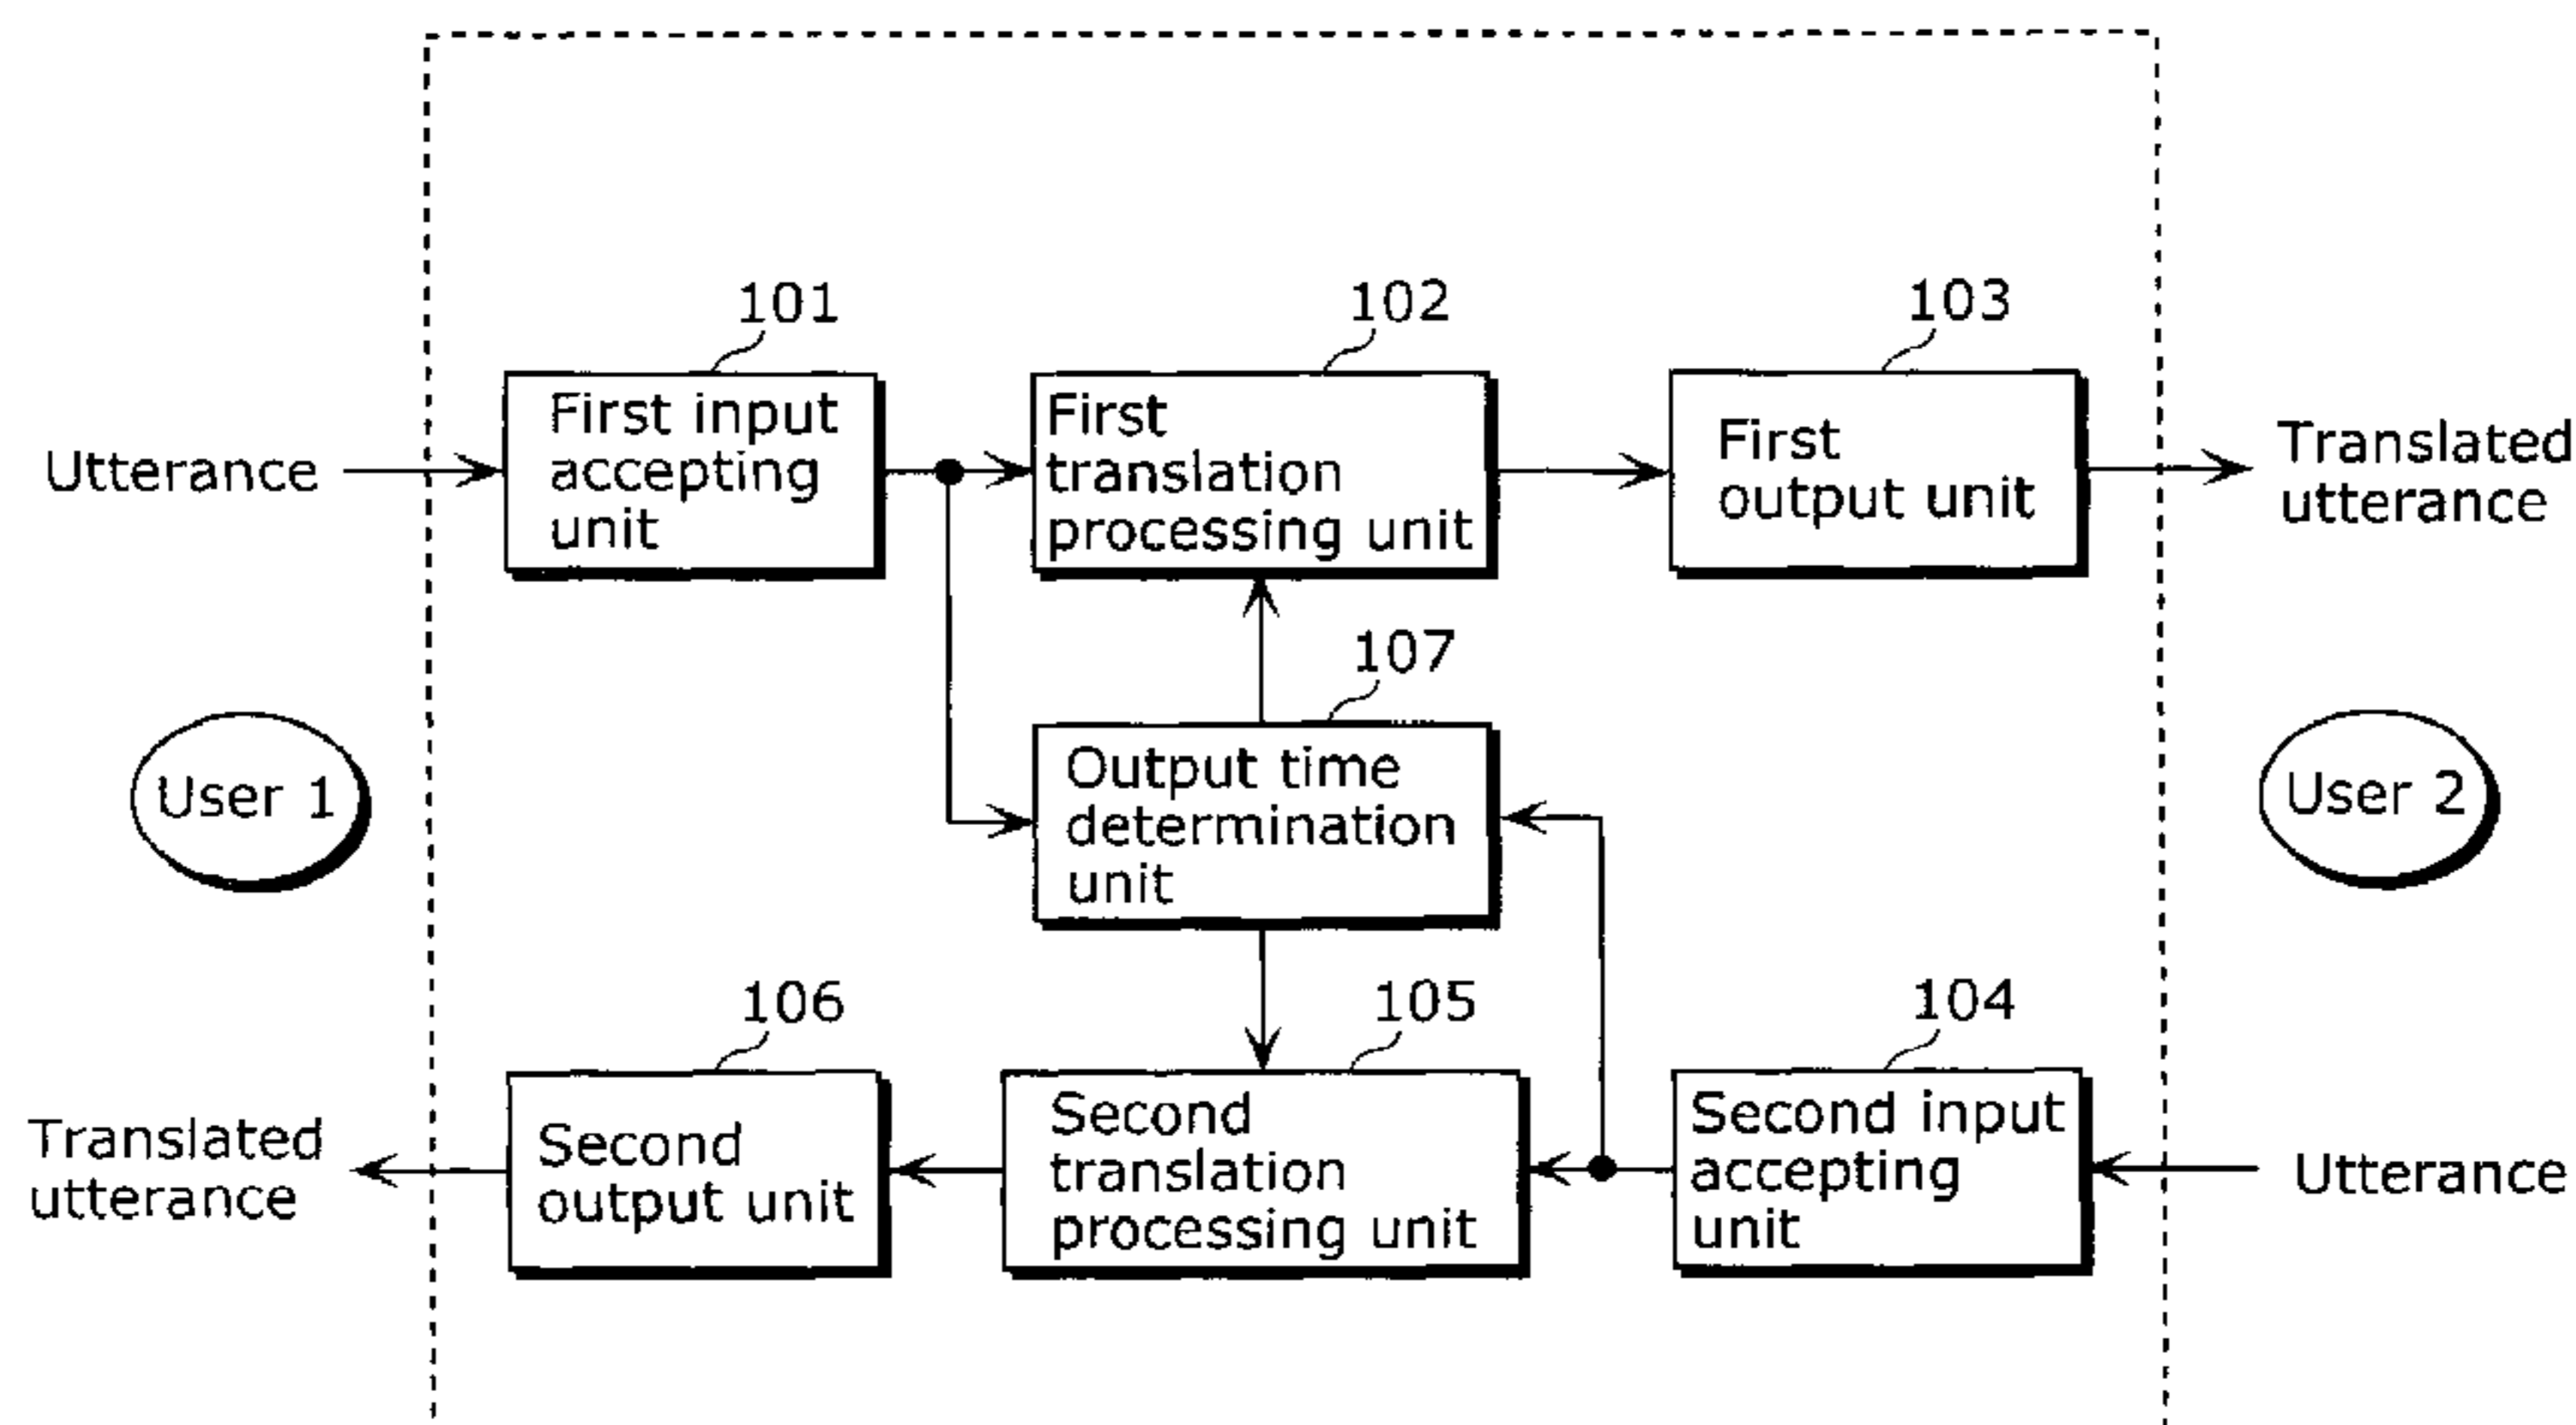 101
102
103
Utterance
First input
accepting
unit
First
translation
processing unit
First
output unit
Translated
utterance
107
User 1
Output time
determination
unit
User 2
106
105
104
Translated
utterance
Second
output unit
Second
translation
processing unit
Second input
accepting
unit
Utterance